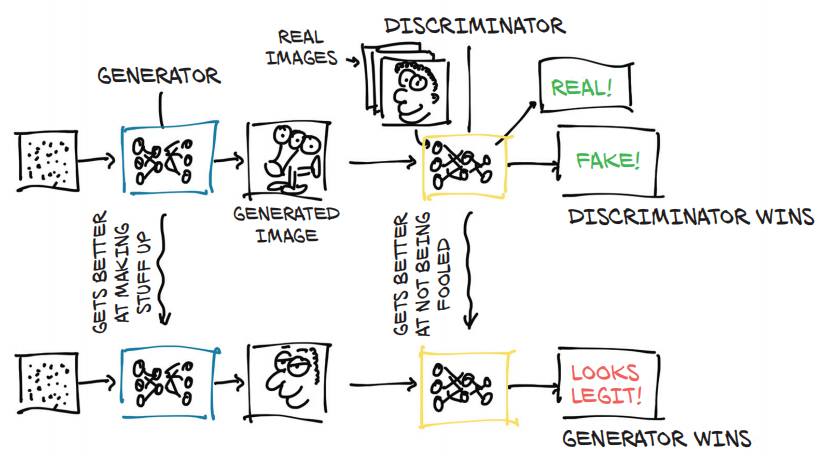 DISCRIMINATOR
REAL
IMAGES
GENERATOR
REAL!
FAKE!
GENERATED
IMAGE
DISCRIMINATOR WINS
GETS BETTER
AT MAKING
STUFF UP
GETS BETTER
AT NOT BEING
FOOLED
LOOKS
LEGIT!
GENERATOR WINS